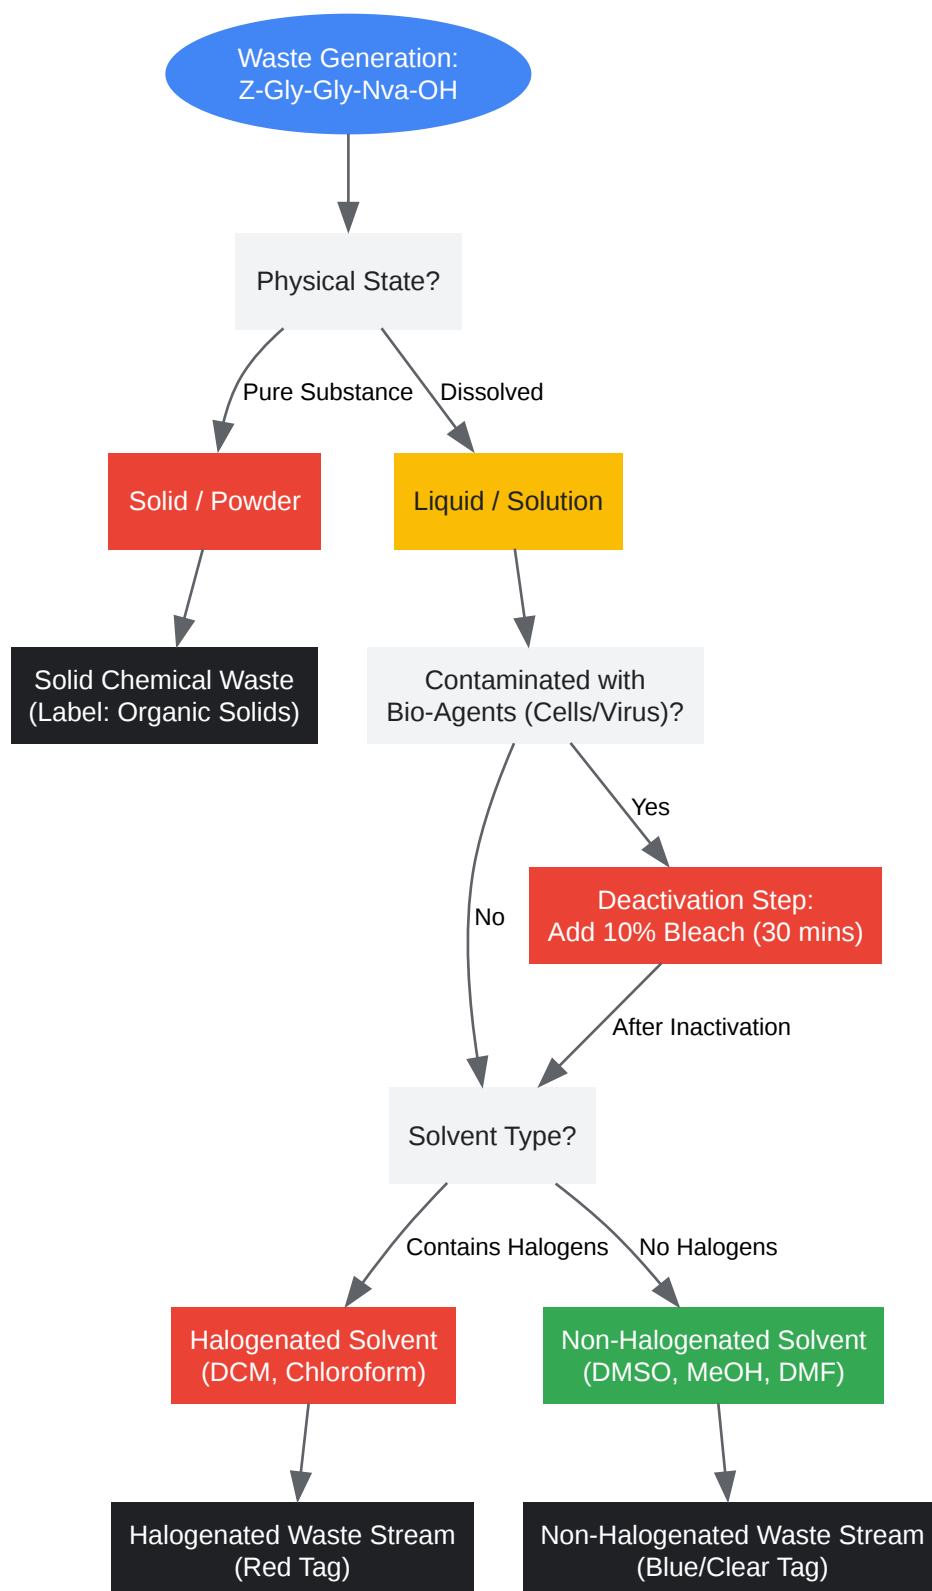 Waste Generation:
Z-Gly-Gly-Nva-OH
Physical State?
Pure Substance
Dissolved
Solid / Powder
Liquid / Solution
Solid Chemical Waste
(Label: Organic Solids)
Contaminated with
Bio-Agents (Cells/Virus)?
Yes
No
Deactivation Step:
Add 10% Bleach (30 mins)
After Inactivation
Solvent Type?
Contains Halogens
No Halogens
Halogenated Solvent
(DCM, Chloroform)
Non-Halogenated Solvent
(DMSO, MeOH, DMF)
Halogenated Waste Stream
(Red Tag)
Non-Halogenated Waste Stream
(Blue/Clear Tag)